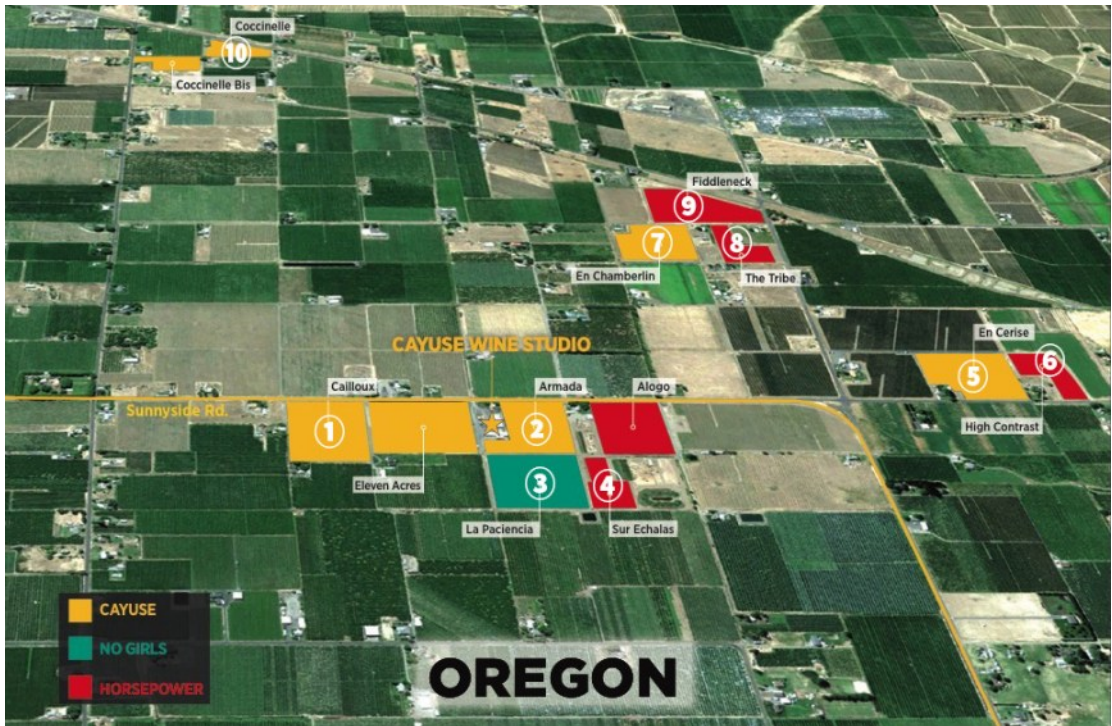 Coccinelle
10
Coccinelle Bis
Fiddleneck
9
7
8
En Chamberlin
The Tribe
CAYUSE WINE STUDIO
En Cerise
6
5
High Contrast
Cailloux
Armada
Alogo
Sunnyside Rd.
1
2
Eleven Acres
3
4
La Paciencia
Sur Echalas
CAYUSE
NO GIRLS
HORSEPOWER
OREGON